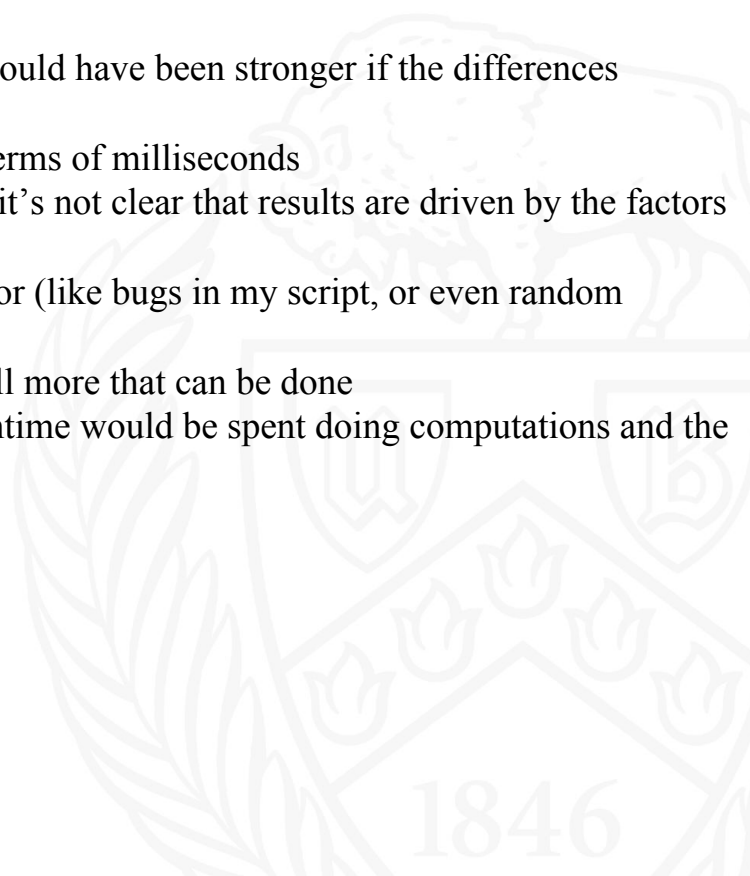 ould have been stronger if the differences
erms of milliseconds
it’s not clear that results are driven by the factors
or (like bugs in my script, or even random
ll more that can be done
ntime would be spent doing computations and the
U B
1846